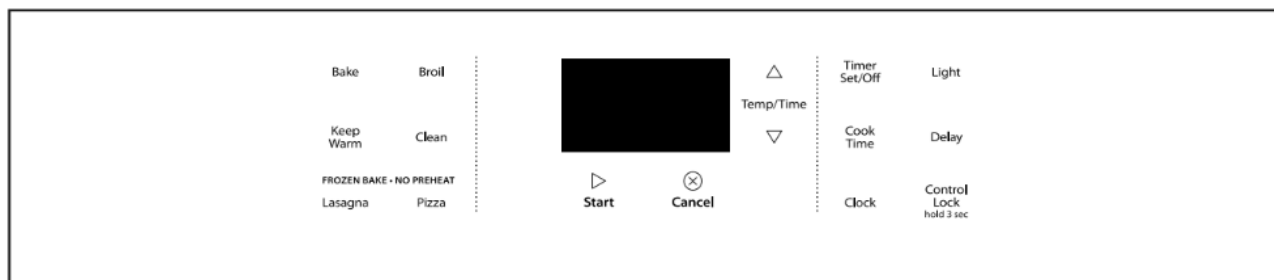 Bake
Broil
Keep
Warm
Clean
FROZEN BAKE • NO PREHEAT
Lasagna
Pizza
Temp/Time
Start
Cancel
Timer
Set/Off
Light
Cook
Time
Delay
Clock
Control
Lock
hold 3 sec